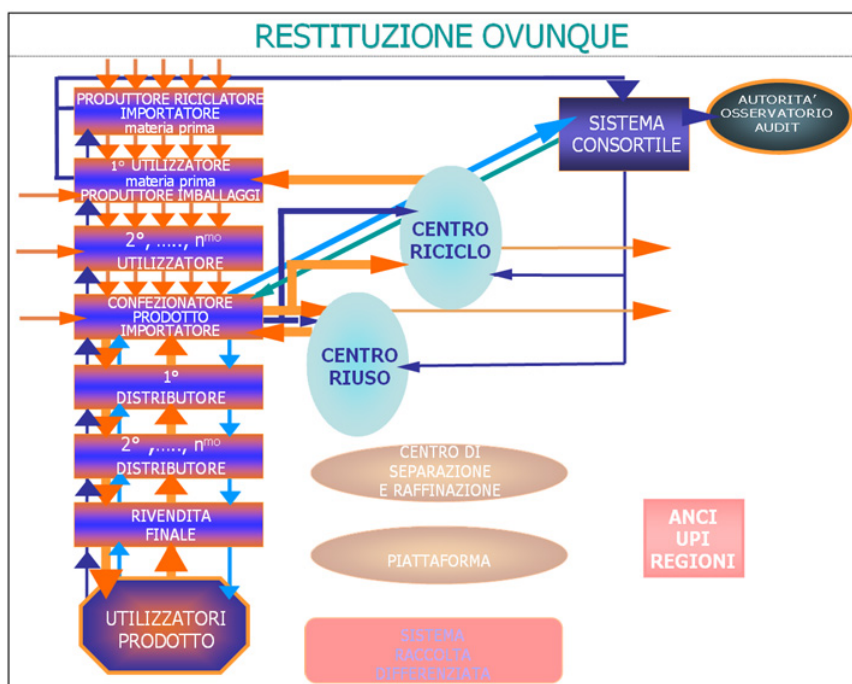 RESTITUZIONE OVUNQUE
PRODUTTORE RICICLATORE
IMPORTATORE
materia prima
SISTEMA
CONSORTILE
AUTORITA'
OSSERVATORIO
AUDIT
1° UTILIZZATORE
materia prima
PRODUTTORE IMBALLAGGI
CENTRO
RICICLO
2°, ....., nmo
UTILIZZATORE
CONFEZIONATORE
PRODOTTO
IMPORTATORE
CENTRO
RIUSO
1°
DISTRIBUTORE
2° ,....., nmo
DISTRIBUTORE
CENTRO DI
SEPARAZIONE
E RAFFINAZIONE
RIVENDITA
FINALE
ANCI
UPI
REGIONI
PIATTAFORMA
UTILIZZATORI
PRODOTTO
SISTEMA
RACCOLTA
DIFFERENZIATA